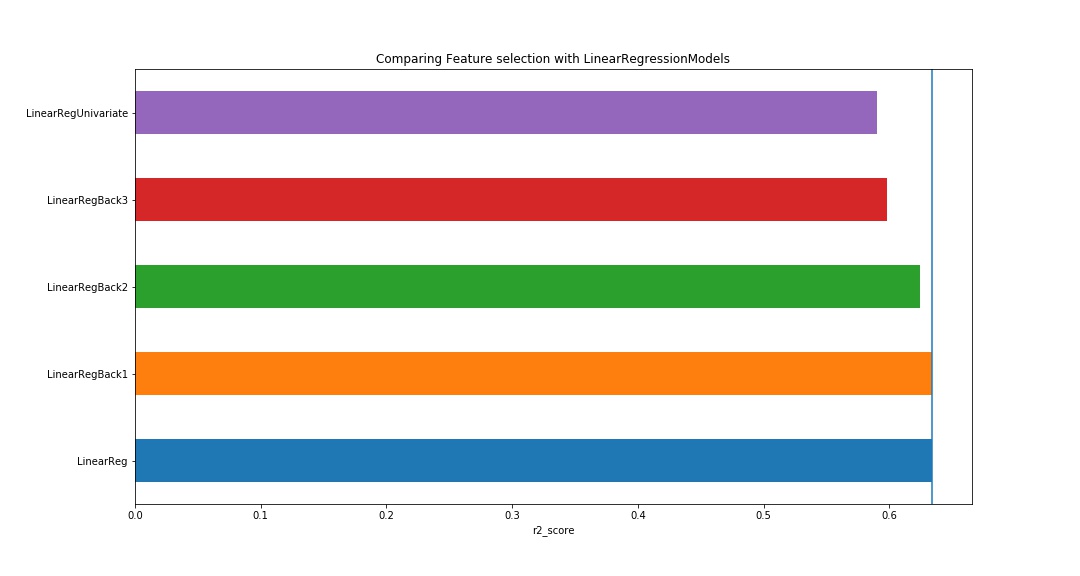 Comparing Feature selection with LinearRegressionModels
LinearRegUnivariate
LinearRegBack3
LinearRegBack2
LinearRegBack1
LinearReg
0.0 0.1 0.2 0.3 0.4 0.5 0.6
r2_score